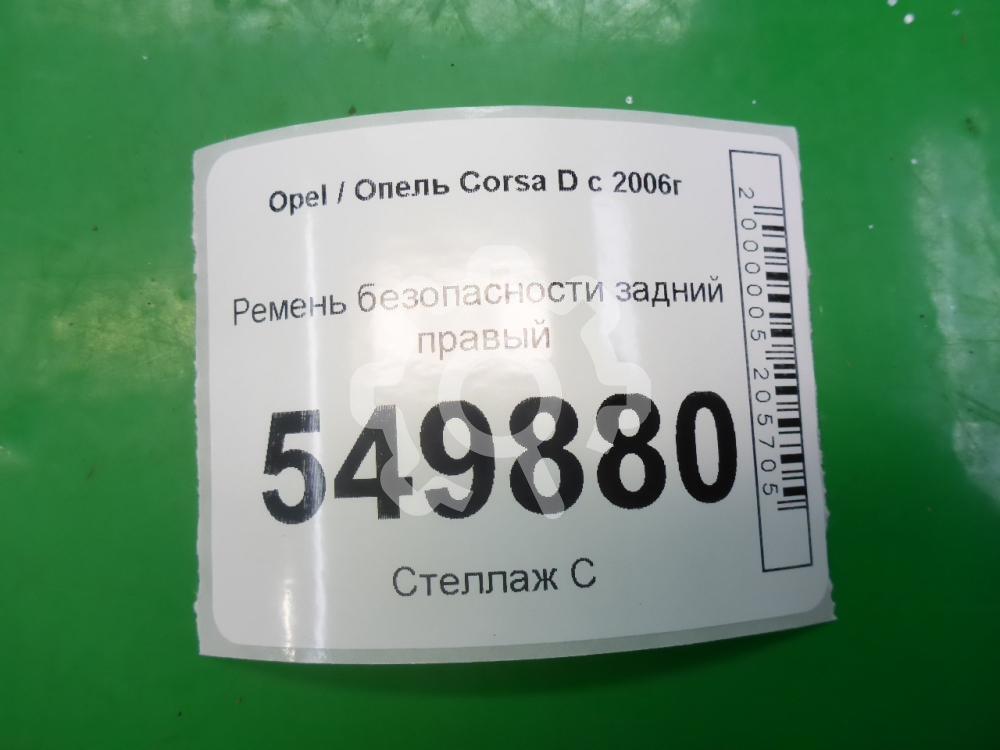 Opel / Опель Corsa D с 2006г
Ремень безопасности задний
правый
549880
Стеллаж С
2000005205705